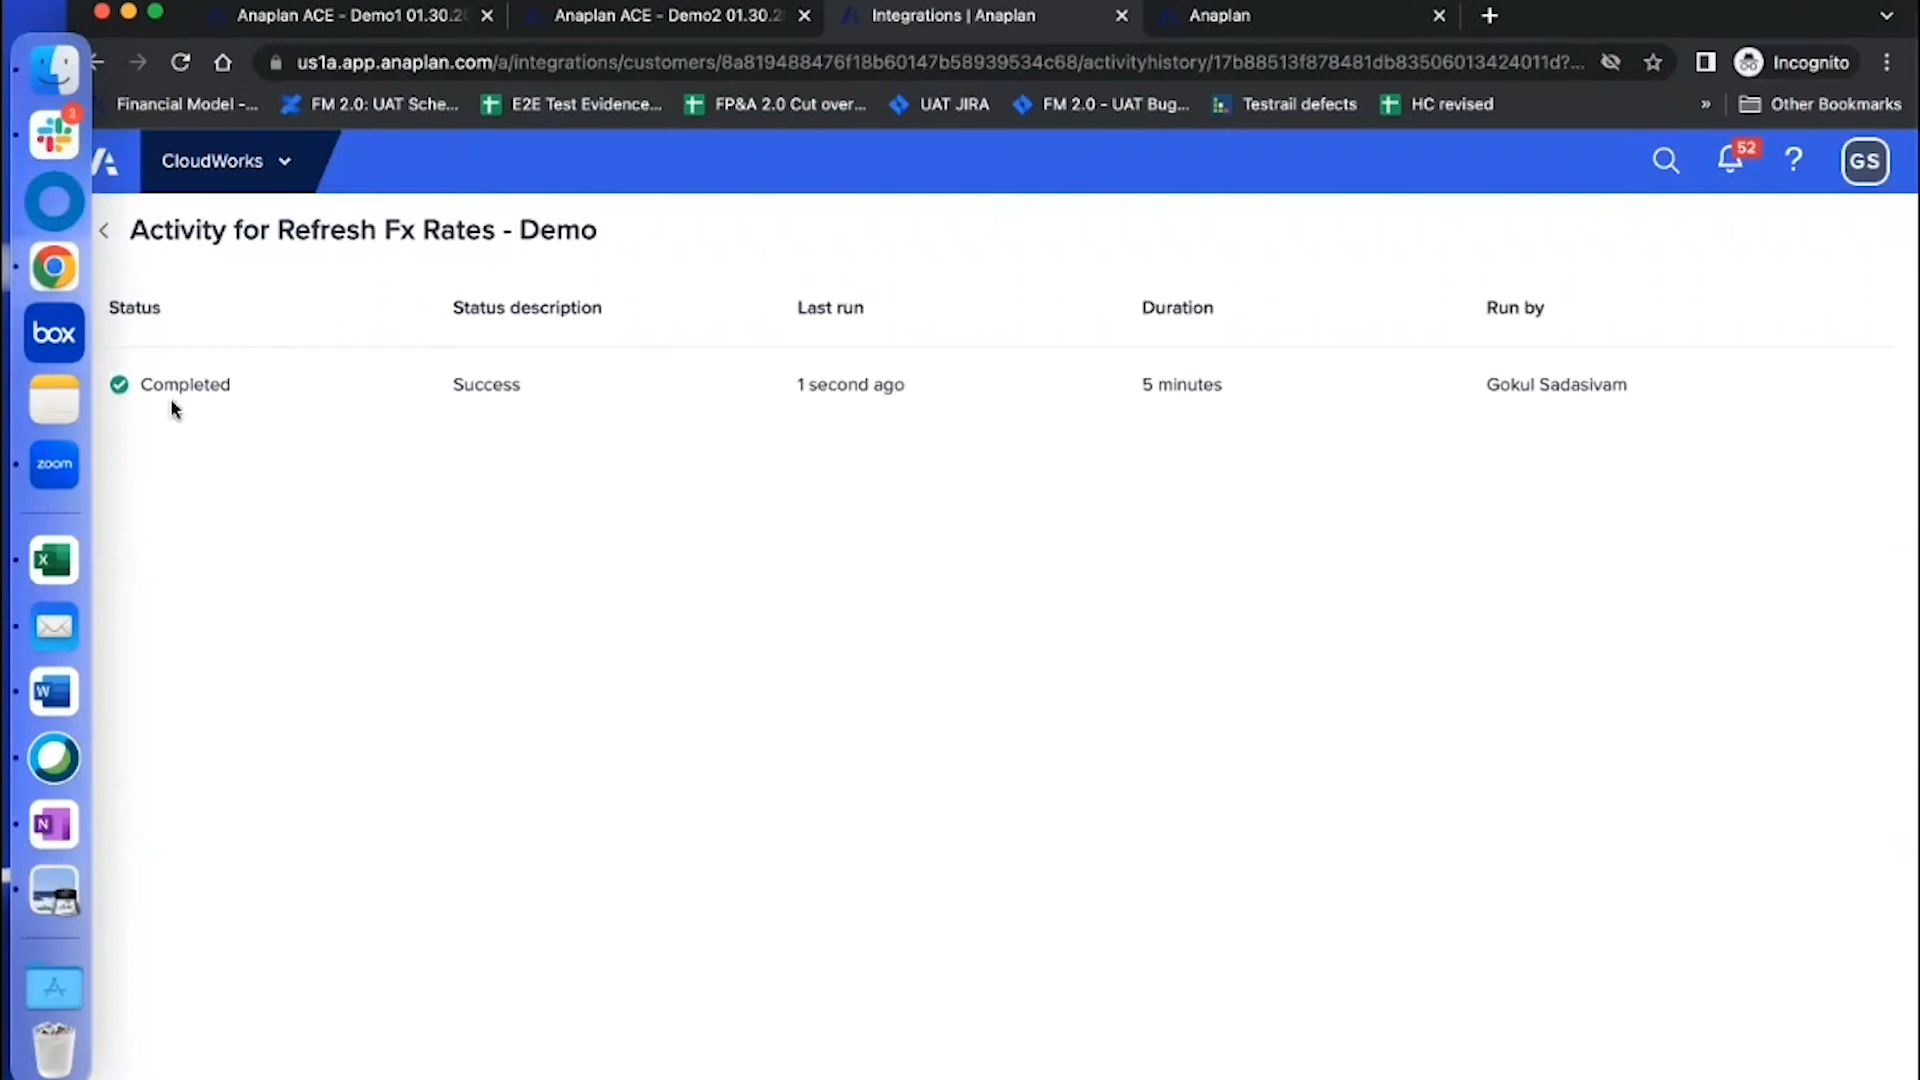 Anaplan ACE - Demo1 01.30.20
Anaplan ACE - Demo2 01.30.2
Integrations | Anaplan
Anaplan
us1a.app.anaplan.com/a/integrations/customers/8a819488476f18b60147b58939534c68/activityhistory/17b88513f878481db83506013424011d?...
Incognito
Financial Model -...
FM 2.0: UAT Sche...
E2E Test Evidence...
FP&A 2.0 Cut over...
UAT JIRA
FM 2.0 - UAT Bug...
Testrail defects
HC revised
»
Other Bookmarks
CloudWorks
52
?
GS
Activity for Refresh Fx Rates - Demo
Status
Status description
Last run
Duration
Run by
Completed
Success
1 second ago
5 minutes
Gokul Sadasivam
3
box
zoom
X
W
N